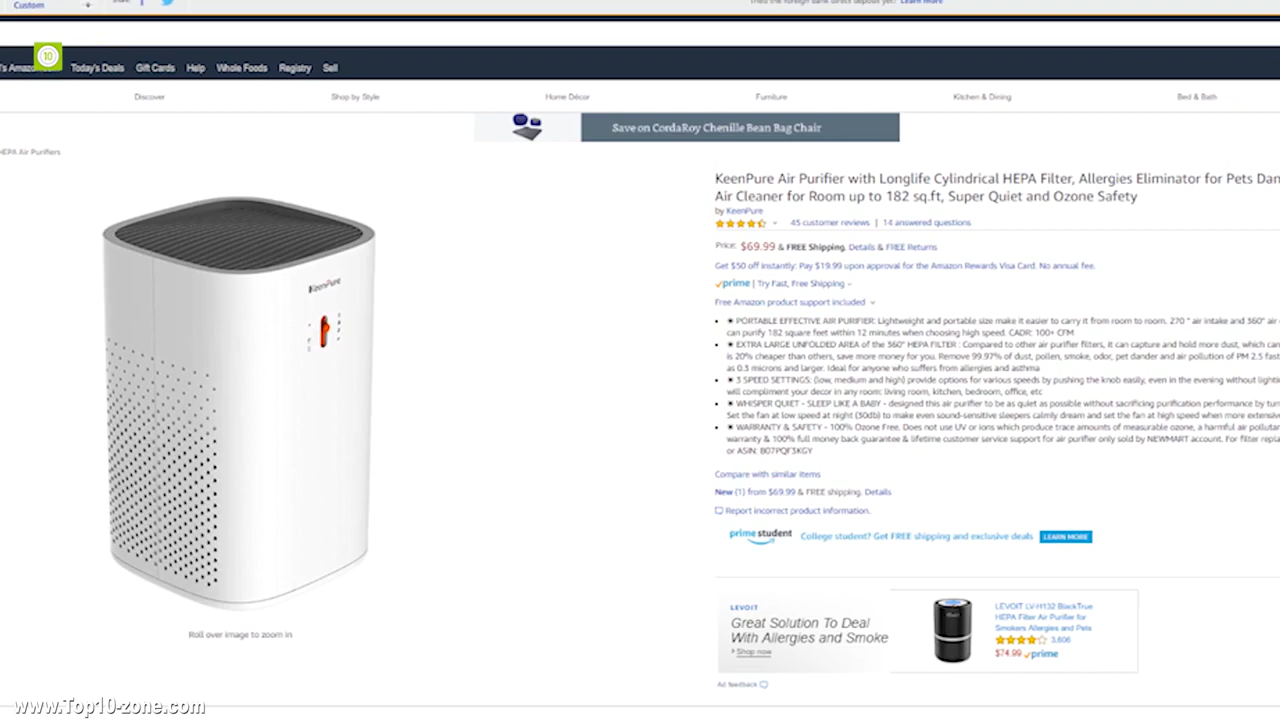 Custom
Tried the foreign bank direct deposit yet? Learn more
10
's Amazon Today's Deals Gift Cards Help Whole Foods Registry Sell
Discover Shop by Style Home Décor Furniture Kitchen & Dining Bed & Bath
Save on CordaRoy Chenille Bean Bag Chair
HEPA Air Purifiers
KeenPure Air Purifier with Longlife Cylindrical HEPA Filter, Allergies Eliminator for Pets Dan
Air Cleaner for Room up to 182 sq.ft, Super Quiet and Ozone Safety
by KeenPure
45 customer reviews | 14 answered questions
Price: $69.99 & FREE Shipping. Details & FREE Returns
Get $50 off instantly: Pay $19.99 upon approval for the Amazon Rewards Visa Card. No annual fee.
prime | Try Fast, Free Shipping
Free Amazon product support included
• ☀ PORTABLE EFFECTIVE AIR PURIFIER: Lightweight and portable size make it easier to carry it from room to room. 270 ° air intake and 360° air
can purify 182 square feet within 12 minutes when choosing high speed. CADR: 100+ CFM
• ☀ EXTRA LARGE UNFOLDED AREA of the 360° HEPA FILTER : Compared to other air purifier filters, it can capture and hold more dust, which can
is 20% cheaper than others, save more money for you. Remove 99.97% of dust, pollen, smoke, odor, pet dander and air pollution of PM 2.5 fast
as 0.3 microns and larger. Ideal for anyone who suffers from allergies and asthma
• ☀ 3 SPEED SETTINGS: (low, medium and high) provide options for various speeds by pushing the knob easily, even in the evening without lighti
will compliment your decor in any room: living room, kitchen, bedroom, office, etc
• ☀ WHISPER QUIET - SLEEP LIKE A BABY - designed this air purifier to be as quiet as possible without sacrificing purification performance by turn
Set the fan at low speed at night (30db) to make even sound-sensitive sleepers calmly dream and set the fan at high speed when more extensiv
• ☀ WARRANTY & SAFETY - 100% Ozone Free. Does not use UV or ions which produce trace amounts of measurable ozone, a harmful air pollutan
warranty & 100% full money back guarantee & lifetime customer service support for air purifier only sold by NEWMART account. For filter repla
or ASIN: B07PQF3KGY
Compare with similar items
New (1) from $69.99 & FREE shipping. Details
Report incorrect product information.
prime student College student? Get FREE shipping and exclusive deals LEARN MORE
KeenPure
Roll over image to zoom in
LEVOIT
Great Solution To Deal
With Allergies and Smoke
› Shop now
LEVOIT LV-H132 BlackTrue
HEPA Filter Air Purifier for
Smokers Allergies and Pets
3,606
$74.99 prime
Ad feedback
www.Top10-zone.com